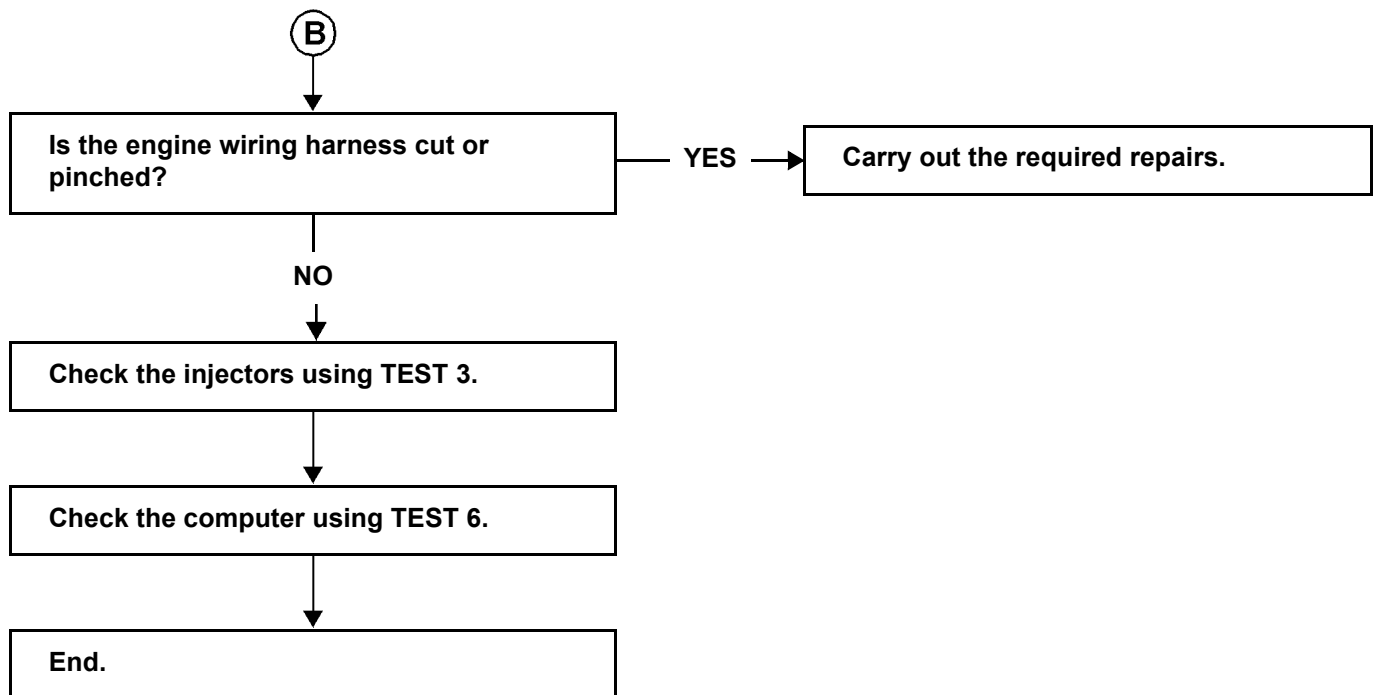 B
Is the engine wiring harness cut or
pinched?
YES
Carry out the required repairs.
NO
Check the injectors using TEST 3.
Check the computer using TEST 6.
End.